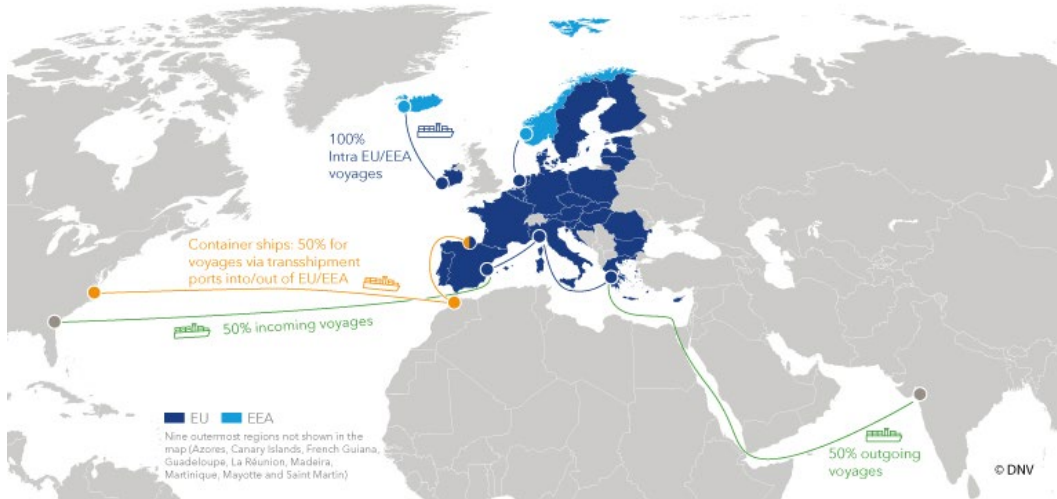 100%
Intra EU/EEA
voyages
Container ships: 50% for
voyages via transshipment
ports into/out of EU/EEA
50% incoming voyages
EU EEA
Nine outermost regions not shown in the
map (Azores, Canary Islands, French Guiana,
Guadeloupe, La Réunion, Madeira,
Martinique, Mayotte and Saint Martin)
50% outgoing
voyages
© DNV